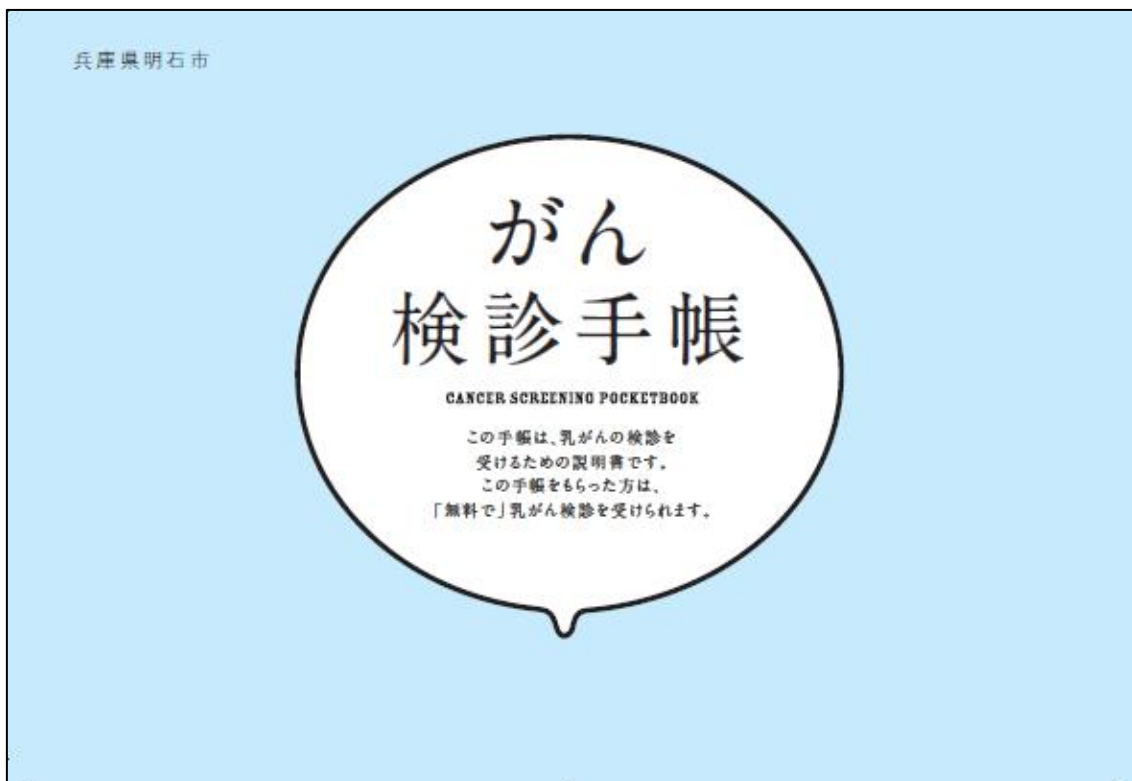 兵庫県明石市
がん
検診手帳
CANCER SCREENING POCKETBOOK
この手帳は、乳がんの検診を
受けるための説明書です。
この手帳をもらった方は、
「無料で」乳がん検診を受けられます。